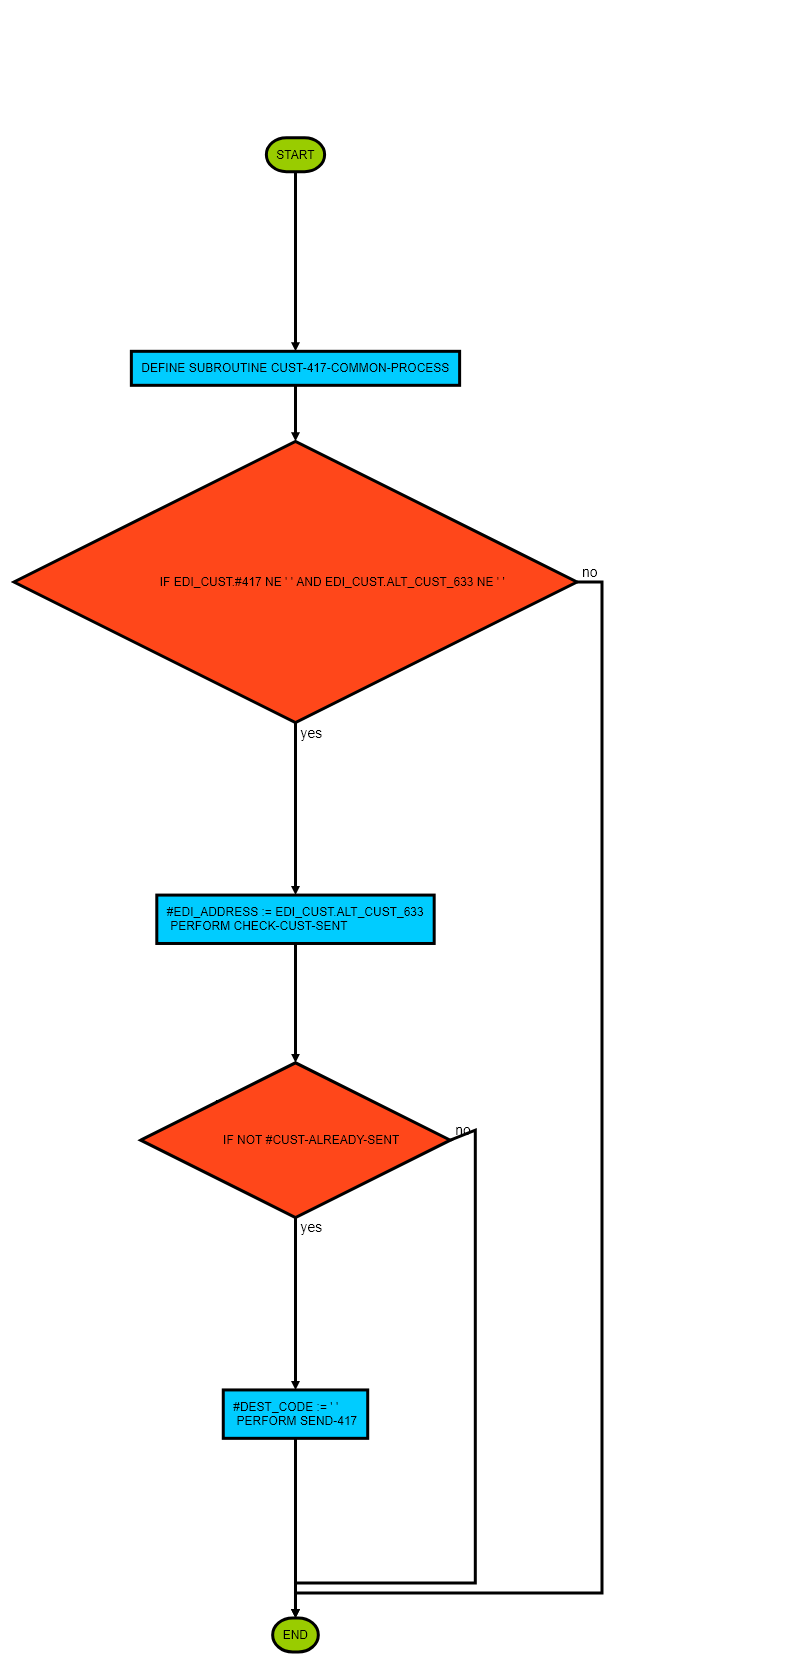 START
DEFINE SUBROUTINE CUST-417-COMMON-PROCESS
IF EDI_CUST.#417 NE ' ' AND EDI_CUST.ALT_CUST_633 NE ' '
no
yes
#EDI_ADDRESS := EDI_CUST.ALT_CUST_633
PERFORM CHECK-CUST-SENT
no
IF NOT #CUST-ALREADY-SENT
yes
#DEST_CODE := ' '
PERFORM SEND-417
END